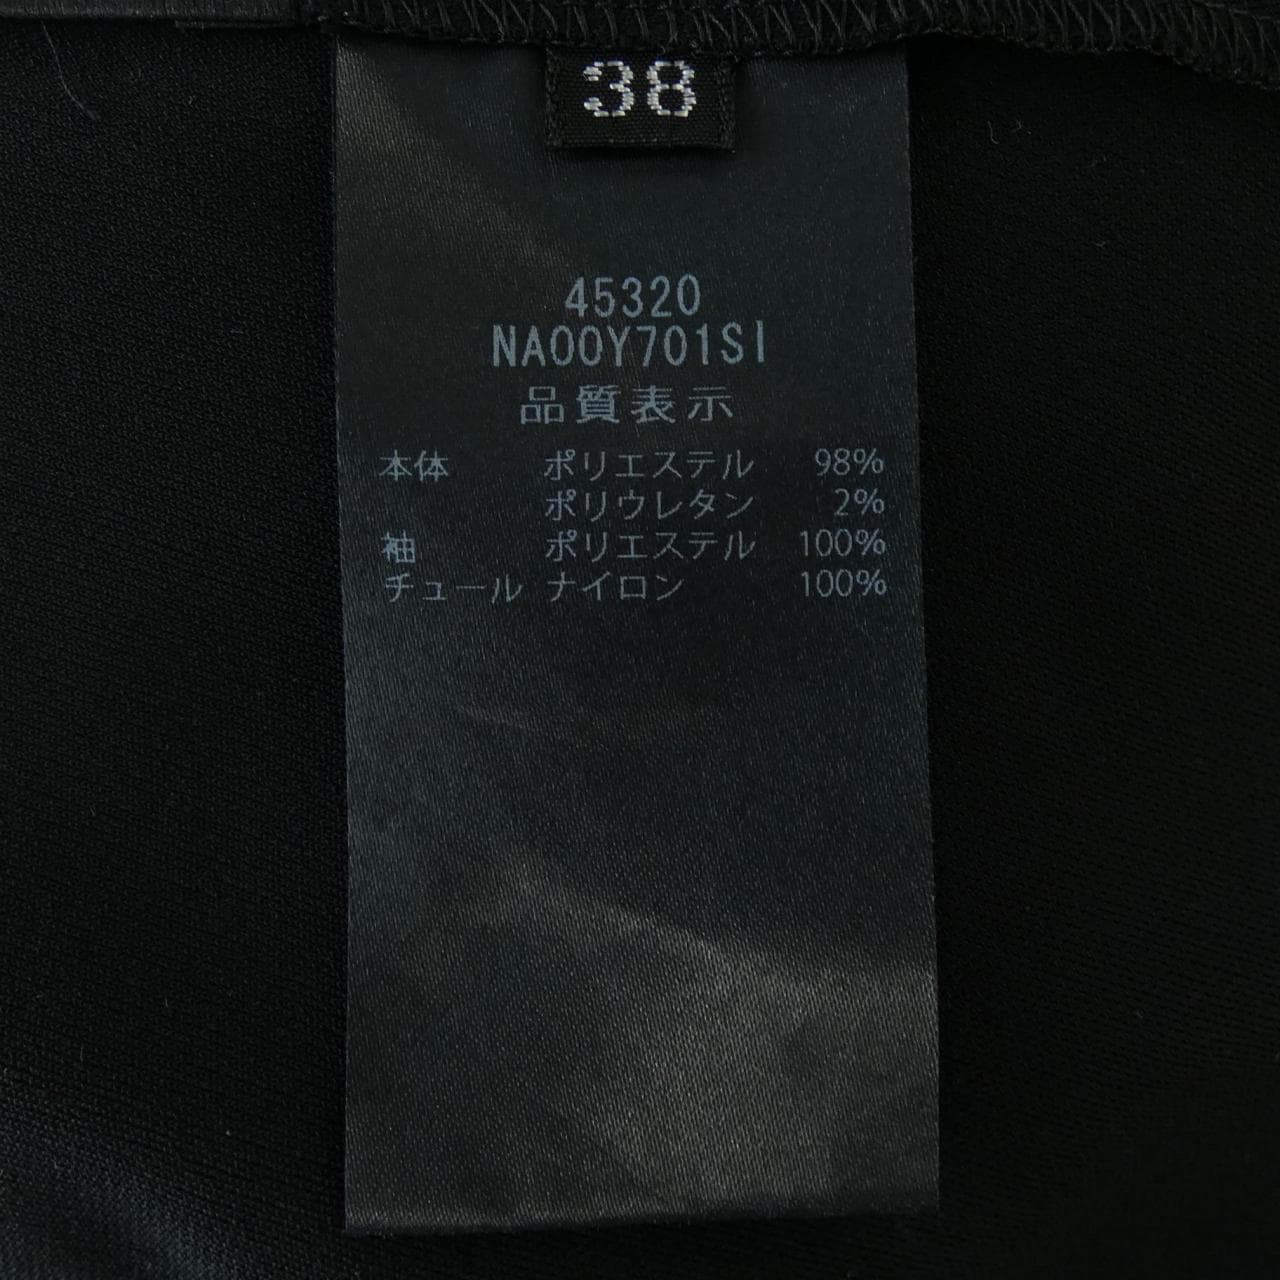 38
45320
NA00Y701SI
品質表示
本体 ポリエステル 98%
ポリウレタン 2%
袖 ポリエステル 100%
チュール ナイロン 100%